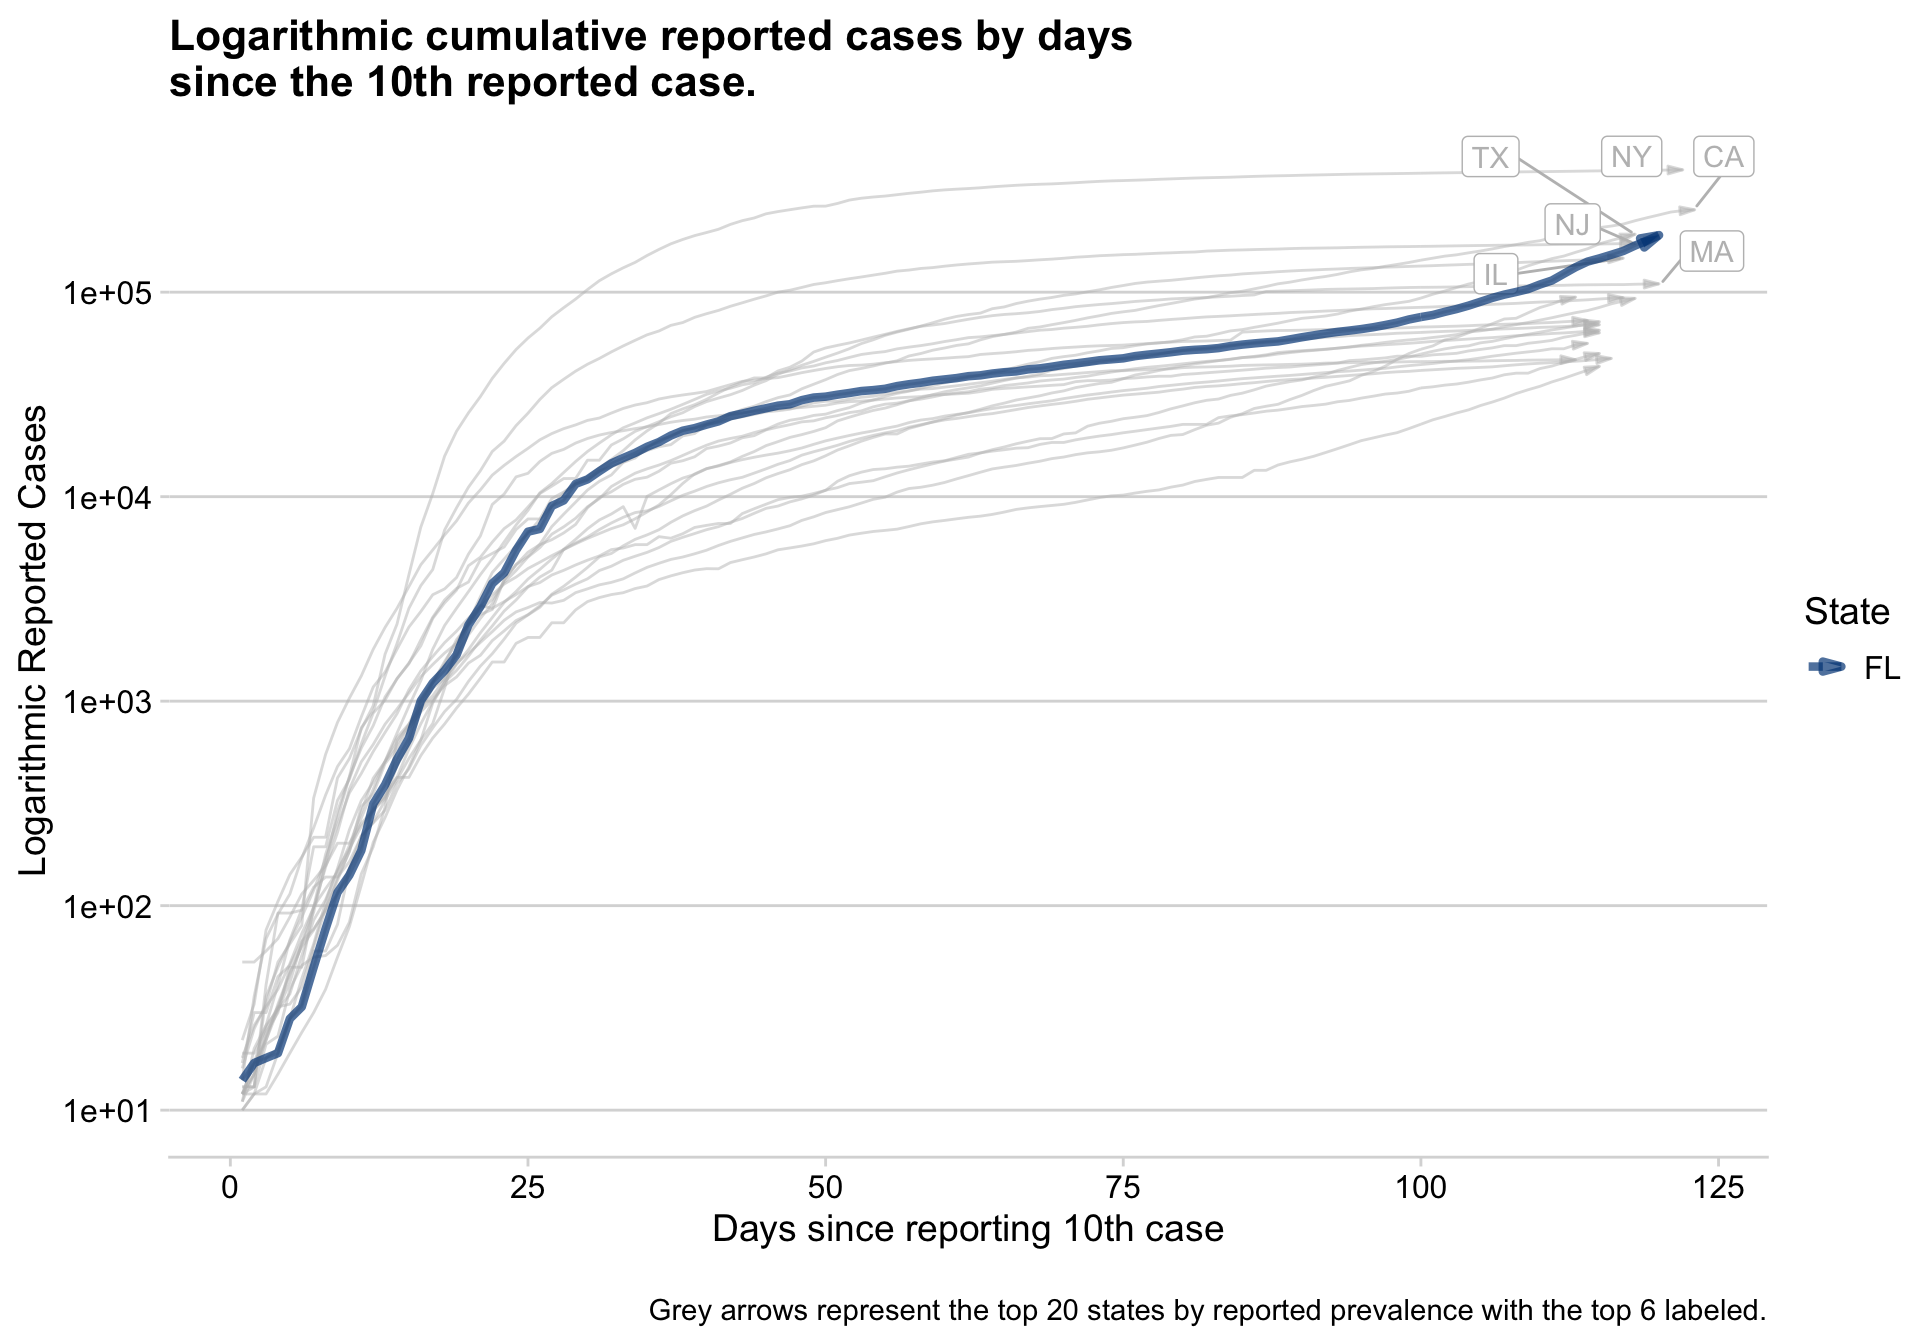 Logarithmic cumulative reported cases by days
since the 10th reported case.
TX
NY
CA
NJ
MA
IL
1e+05
1e+04
1e+03
1e+02
1e+01
Logarithmic Reported Cases
State
FL
0
25
50
75
100
125
Days since reporting 10th case
Grey arrows represent the top 20 states by reported prevalence with the top 6 labeled.